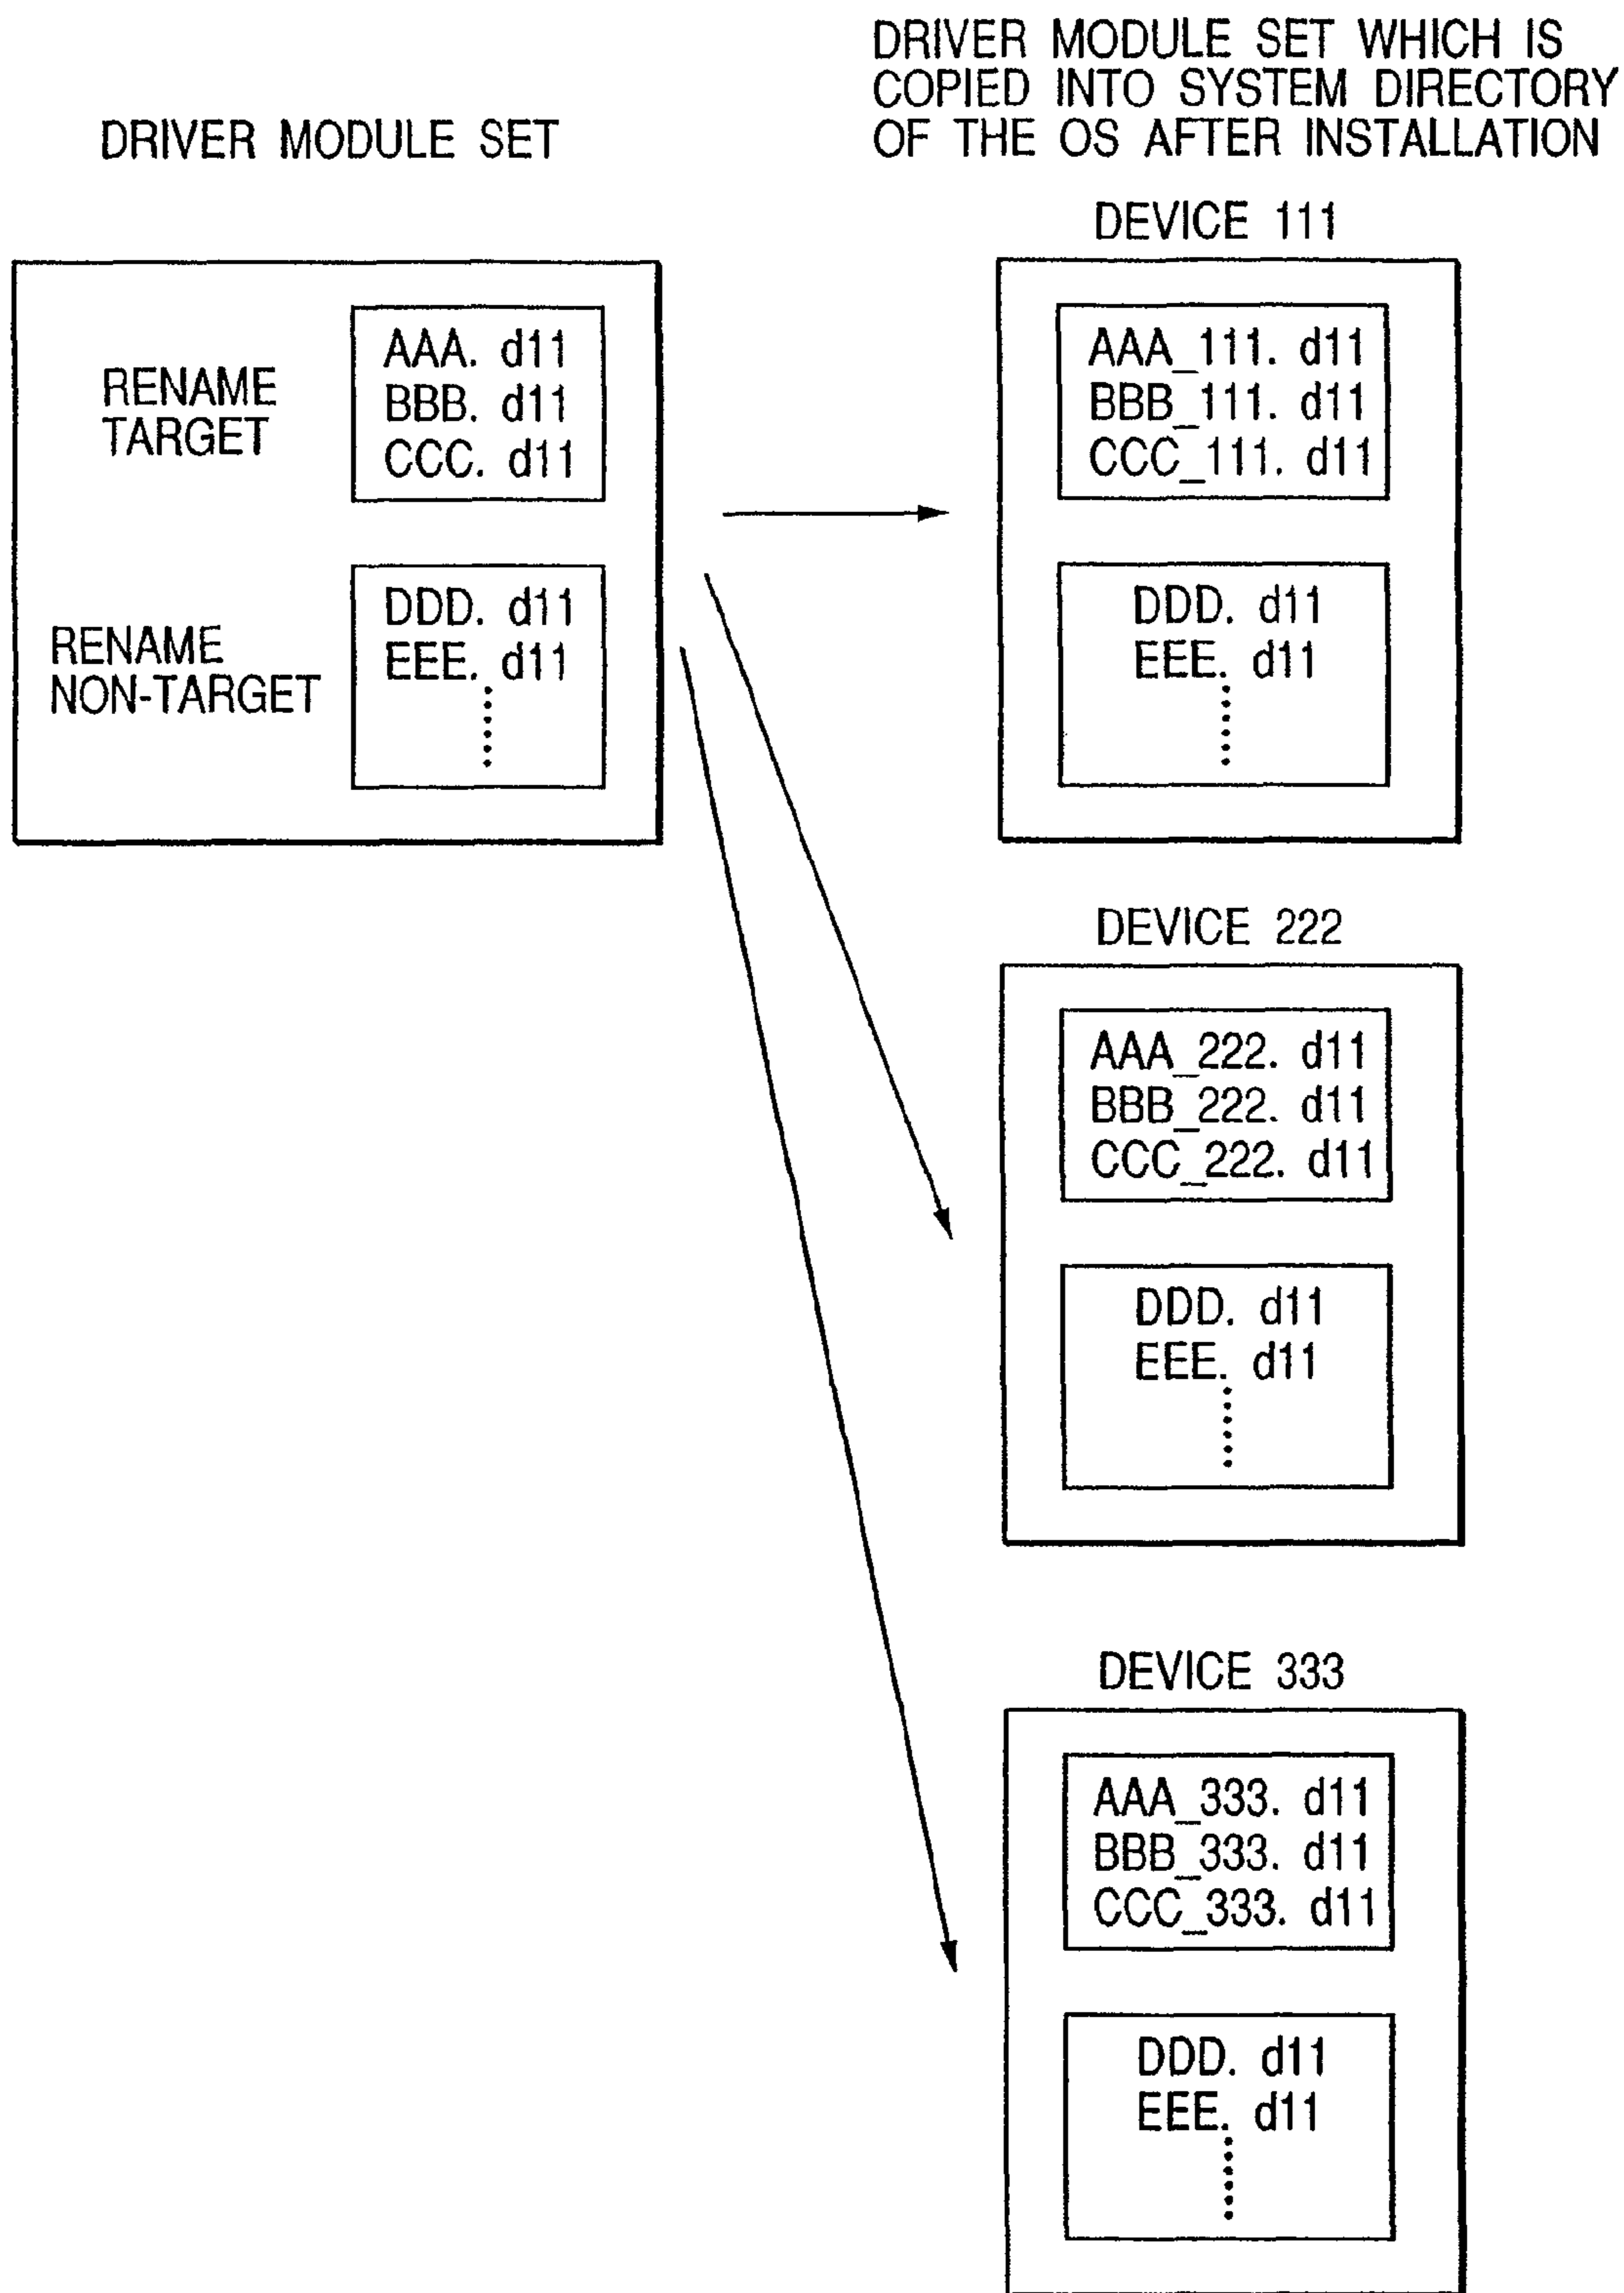 DRIVER MODULE SET
DRIVER MODULE SET WHICH IS
COPIED INTO SYSTEM DIRECTORY
OF THE OS AFTER INSTALLATION
RENAME
TARGET
AAA. d11
BBB. d11
CCC. d11
RENAME
NON-TARGET
DDD. d11
EEE. d11
DEVICE 111
AAA_111. d11
BBB_111. d11
CCC_111. d11
DDD. d11
EEE. d11
DEVICE 222
AAA_222. d11
BBB_222. d11
CCC_222. d11
DDD. d11
EEE. d11
DEVICE 333
AAA_333. d11
BBB_333. d11
CCC_333. d11
DDD. d11
EEE. d11